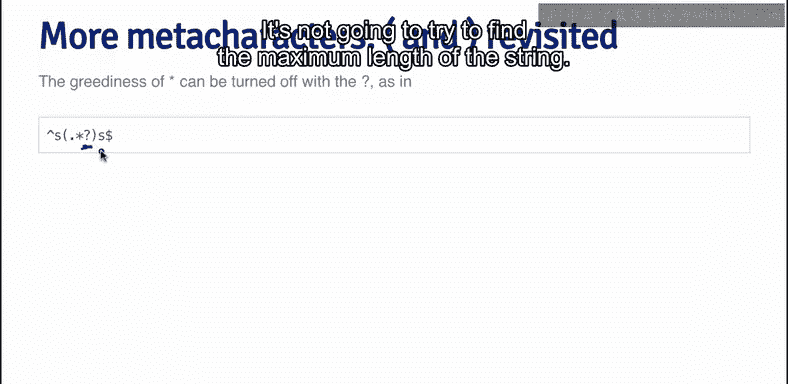 More metacharacters: ( and ) revisited
It's not going to try to find
the maximum length of the string.
The greediness of * can be turned off with the ?, as in
^s(.*?)s$